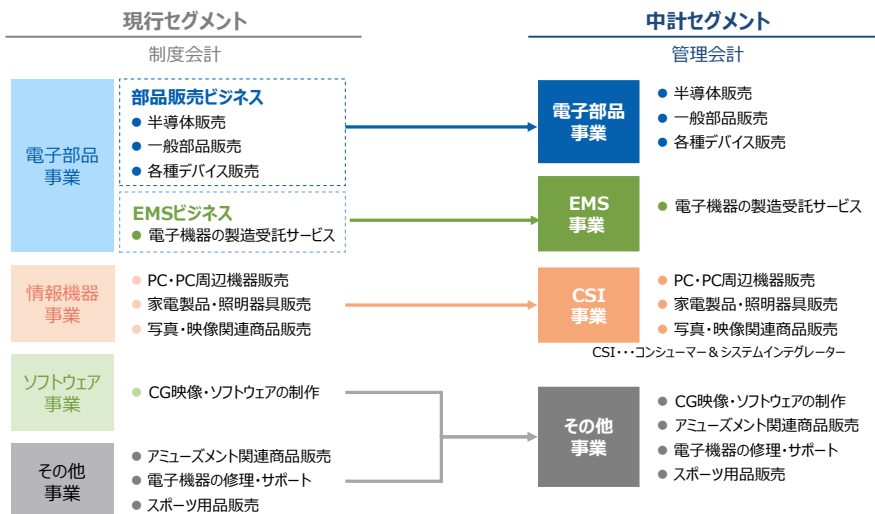 現行セグメント
制度会計
電子部品
事業
部品販売ビジネス
● 半導体販売
● 一般部品販売
● 各種デバイス販売
EMSビジネス
● 電子機器の製造受託サービス
情報機器
事業
● PC・PC周辺機器販売
● 家電製品・照明器具販売
● 写真・映像関連商品販売
ソフトウェア
事業
● CG映像・ソフトウェアの制作
その他
事業
● アミューズメント関連商品販売
● 電子機器の修理・サポート
● スポーツ用品販売
中計セグメント
管理会計
電子部品
事業
● 半導体販売
● 一般部品販売
● 各種デバイス販売
EMS
事業
● 電子機器の製造受託サービス
CSI
事業
● PC・PC周辺機器販売
● 家電製品・照明器具販売
● 写真・映像関連商品販売
CSI・・・コンシューマー＆システムインテグレーター
その他
事業
● CG映像・ソフトウェアの制作
● アミューズメント関連商品販売
● 電子機器の修理・サポート
● スポーツ用品販売